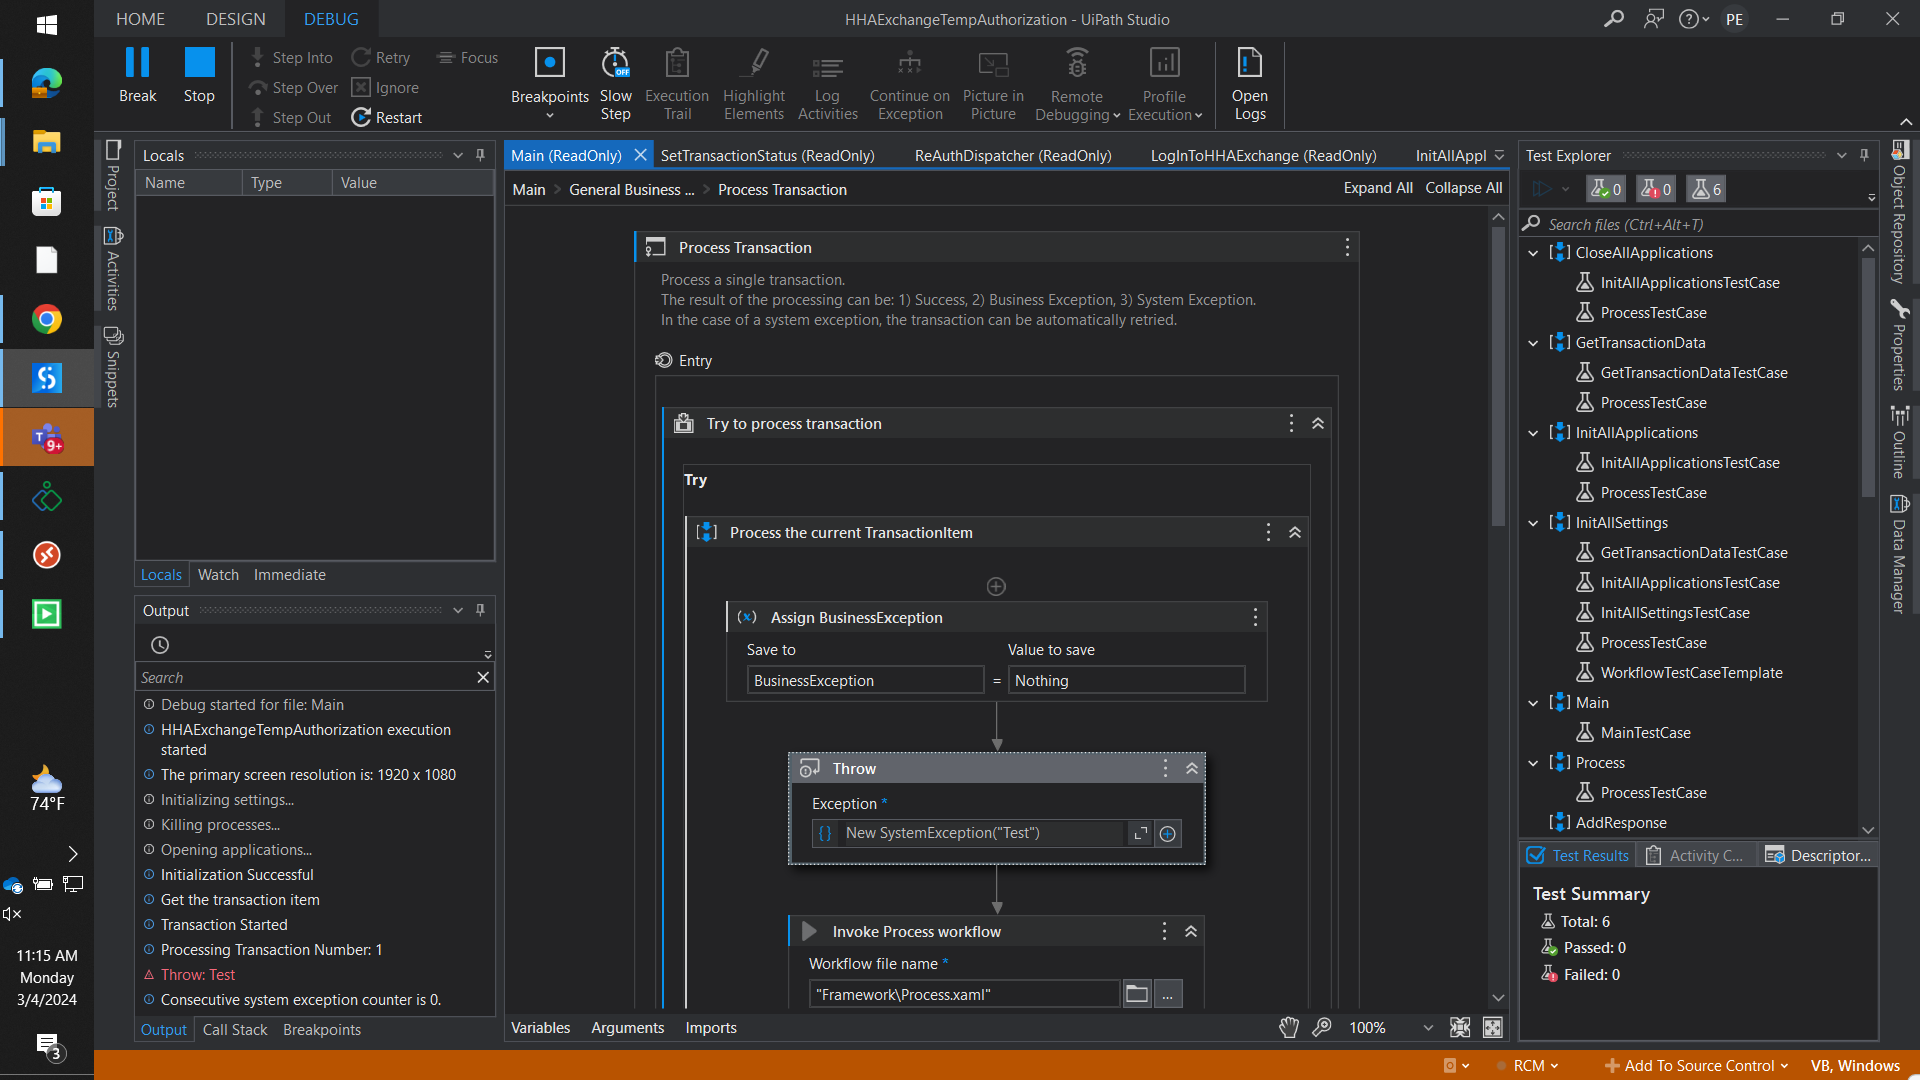 HOME
DESIGN
DEBUG
HHAExchangeTempAuthorization - UiPath Studio
PE
Break
Stop
Step Into
Step Over
Step Out
Retry
Ignore
Restart
Focus
Breakpoints
Slow
Step
OFF
Execution
Trail
Highlight
Elements
Log
Activities
Continue on
Exception
Picture in
Picture
Remote
Debugging
Profile
Execution
Open
Logs
Project
Activities
Snippets
Locals
Name
Type
Value
Locals
Watch
Immediate
Output
Search
Debug started for file: Main
HHAExchangeTempAuthorization execution
started
The primary screen resolution is: 1920 x 1080
Initializing settings...
Killing processes...
Opening applications...
Initialization Successful
Get the transaction item
Transaction Started
Processing Transaction Number: 1
Throw: Test
Consecutive system exception counter is 0.
Output
Call Stack
Breakpoints
Main (ReadOnly)
SetTransactionStatus (ReadOnly)
ReAuthDispatcher (ReadOnly)
LogInToHHAExchange (ReadOnly)
InitAllAppl
Main > General Business ... > Process Transaction
Expand All
Collapse All
Process Transaction
Process a single transaction.
The result of the processing can be: 1) Success, 2) Business Exception, 3) System Exception.
In the case of a system exception, the transaction can be automatically retried.
Entry
Try to process transaction
Try
Process the current TransactionItem
(x) Assign BusinessException
Save to
Value to save
BusinessException
=
Nothing
Throw
Exception *
{ } New SystemException("Test")
Invoke Process workflow
Workflow file name *
"Framework\Process.xaml"
...
Variables
Arguments
Imports
100%
Test Explorer
0
0
6
Search files (Ctrl+Alt+T)
CloseAllApplications
InitAllApplicationsTestCase
ProcessTestCase
GetTransactionData
GetTransactionDataTestCase
ProcessTestCase
InitAllApplications
InitAllApplicationsTestCase
ProcessTestCase
InitAllSettings
GetTransactionDataTestCase
InitAllApplicationsTestCase
InitAllSettingsTestCase
ProcessTestCase
WorkflowTestCaseTemplate
Main
MainTestCase
Process
ProcessTestCase
AddResponse
Test Results
Activity C...
Descriptor...
Test Summary
Total: 6
Passed: 0
Failed: 0
Object Repository
Properties
Outline
Data Manager
RCM
Add To Source Control
VB, Windows
T
9+
74°F
11:15 AM
Monday
3/4/2024
3